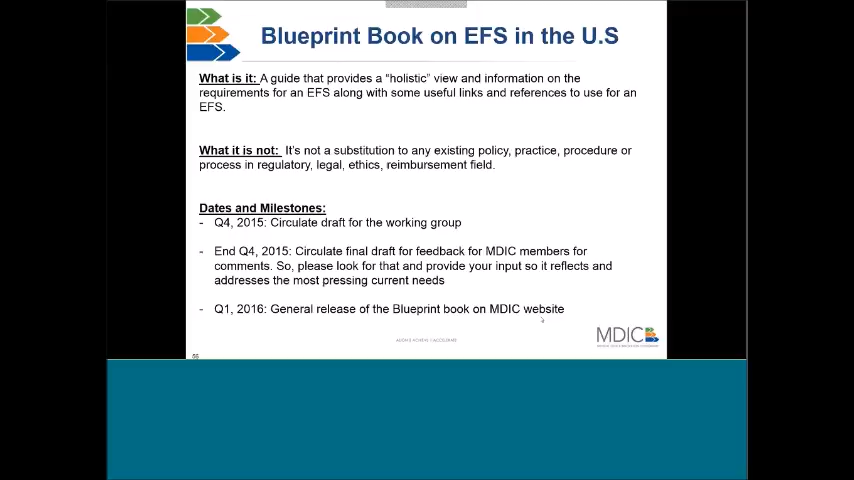 Blueprint Book on EFS in the U.S
What is it: A guide that provides a “holistic” view and information on the
requirements for an EFS along with some useful links and references to use for an
EFS.
What it is not: It’s not a substitution to any existing policy, practice, procedure or
process in regulatory, legal, ethics, reimbursement field.
Dates and Milestones:
- Q4, 2015: Circulate draft for the working group
- End Q4, 2015: Circulate final draft for feedback for MDIC members for
comments. So, please look for that and provide your input so it reflects and
addresses the most pressing current needs
- Q1, 2016: General release of the Blueprint book on MDIC website
MDIC